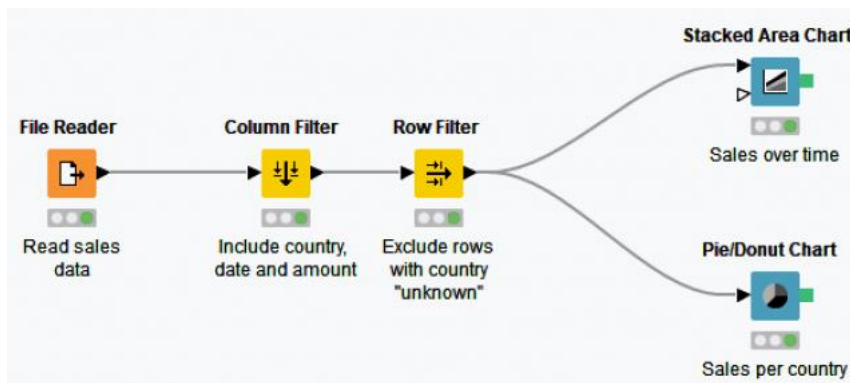 Stacked Area Chart
File Reader
Column Filter
Row Filter
Sales over time
Read sales
data
Include country,
date and amount
Exclude rows
with country
"unknown"
Pie/Donut Chart
Sales per country